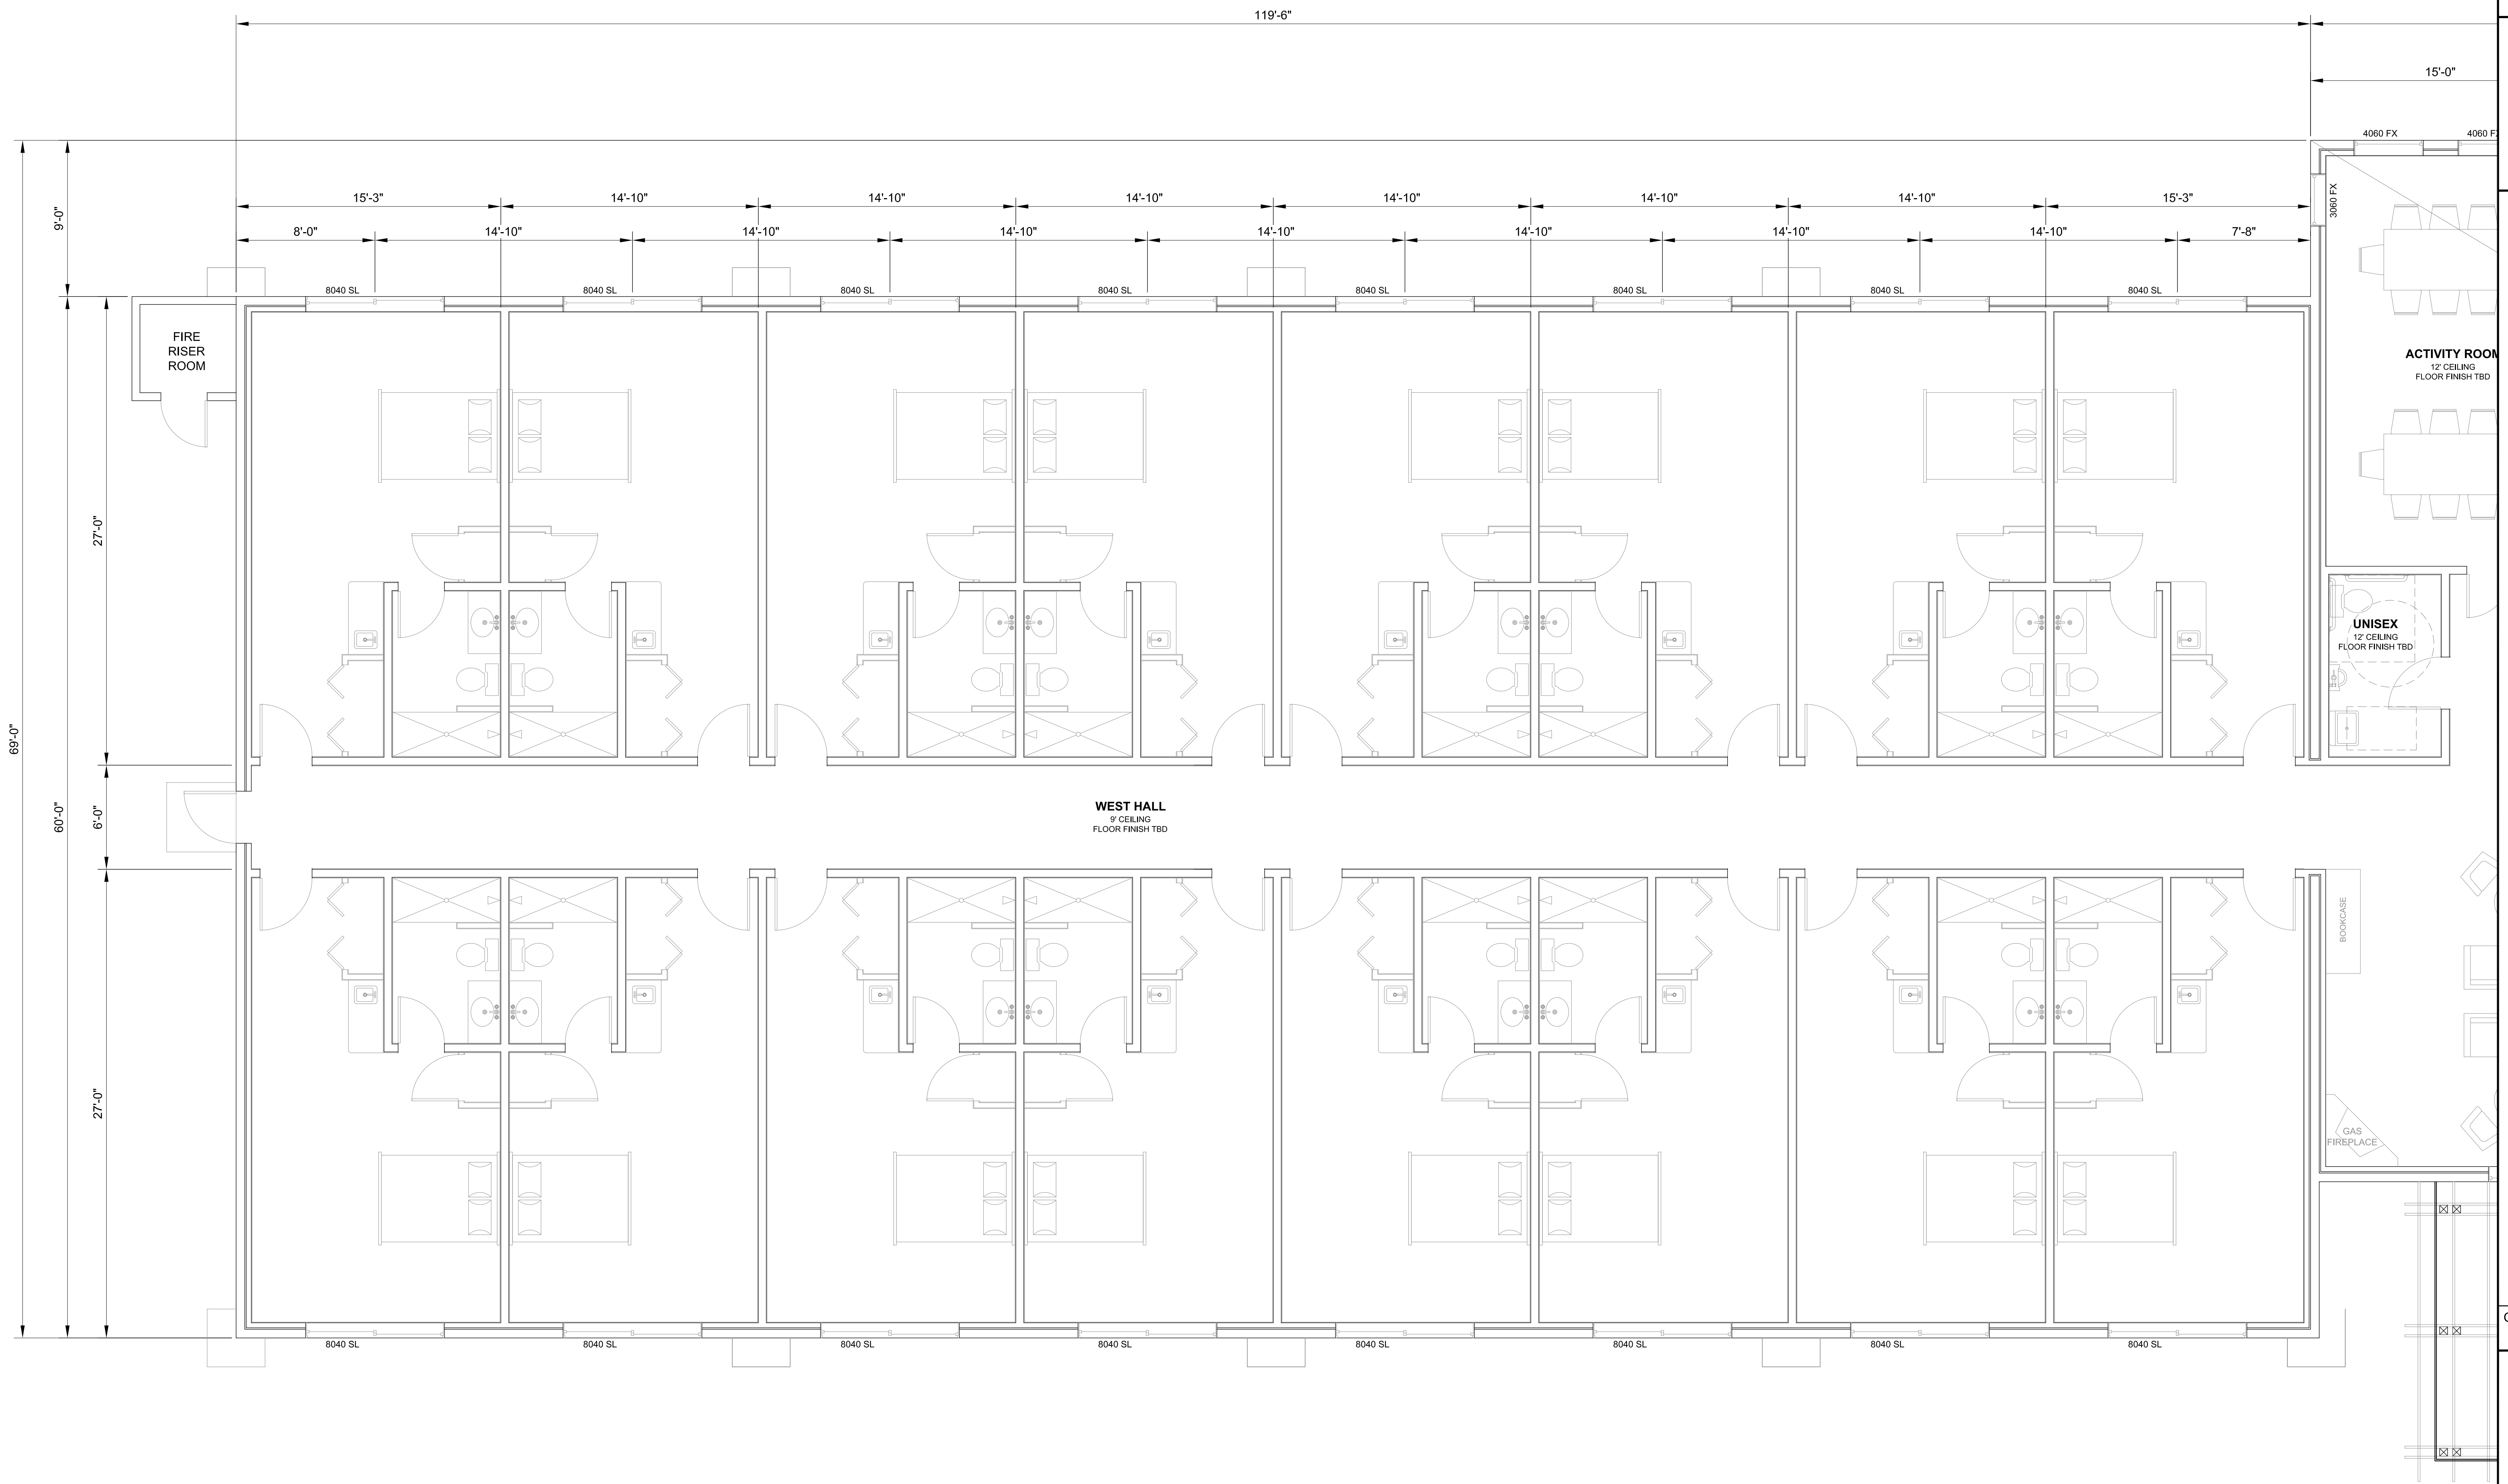 119'-6"
15'-0"
4060 FX
4060 F
15'-3"
14'-10"
14'-10"
14'-10"
14'-10"
14'-10"
14'-10"
15'-3"
3060 FX
9'-0"
8'-0"
14'-10"
14'-10"
14'-10"
14'-10"
14'-10"
14'-10"
14'-10"
7'-8"
8040 SL
8040 SL
8040 SL
8040 SL
8040 SL
8040 SL
8040 SL
8040 SL
FIRE
RISER
ROOM
ACTIVITY ROOM
12' CEILING
FLOOR FINISH TBD
27'-0"
UNISEX
12' CEILING
FLOOR FINISH TBD
69'-0"
60'-0"
6'-0"
WEST HALL
9' CEILING
FLOOR FINISH TBD
BOOKCASE
27'-0"
GAS
FIREPLACE
8040 SL
8040 SL
8040 SL
8040 SL
8040 SL
8040 SL
8040 SL
8040 SL